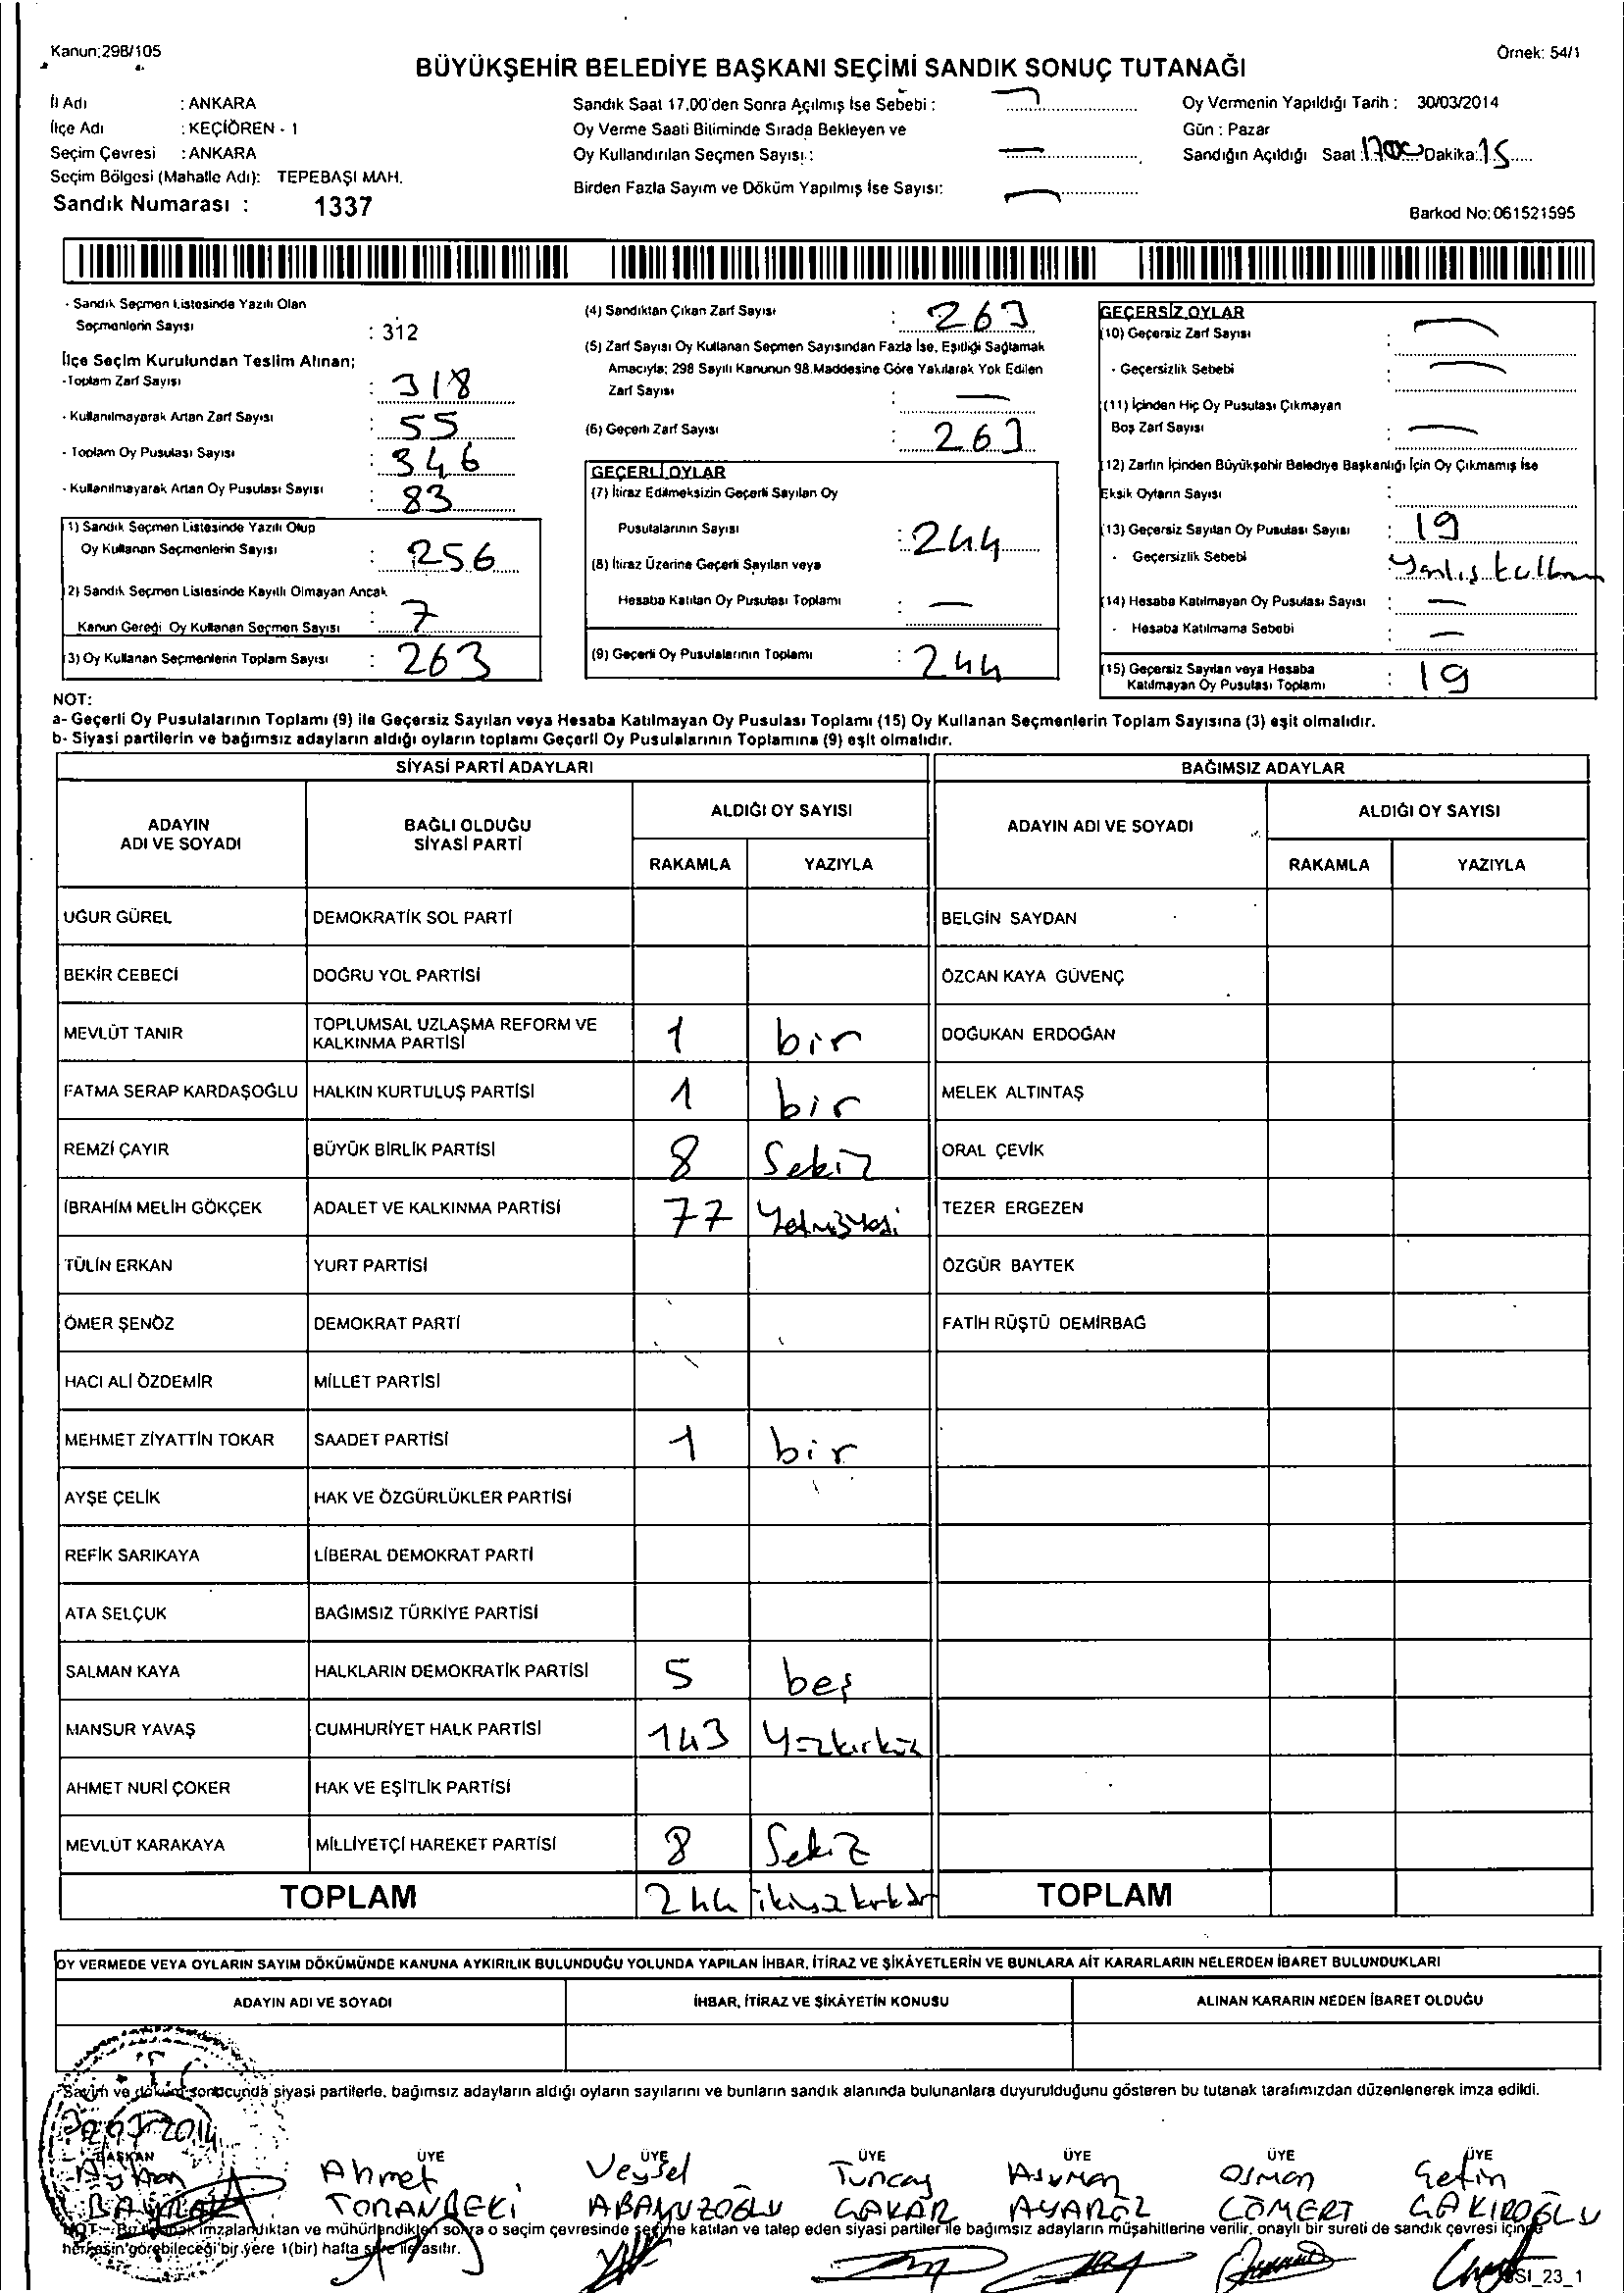 Kanun:298/105
Örnek: 54/1
BÜYÜKŞEHİR BELEDİYE BAŞKANI SEÇİMİ SANDIK SONUÇ TUTANAĞI
İl Adı : ANKARA
İlçe Adı : KEÇİÖREN - 1
Seçim Çevresi : ANKARA
Seçim Bölgesi (Mahalle Adı): TEPEBAŞI MAH.
Sandık Numarası : 1337
Sandık Saat 17.00'den Sonra Açılmış İse Sebebi :
Oy Verme Saati Bitiminde Sırada Bekleyen ve
Oy Kullandırılan Seçmen Sayısı :
Birden Fazla Sayım ve Döküm Yapılmış İse Sayısı:
Oy Vermenin Yapıldığı Tarih : 30/03/2014
Gün : Pazar
Sandığın Açıldığı Saat Dakika: 15
Barkod No: 061521595
- Sandık Seçmen Listesinde Yazılı Olan
Seçmenlerin Sayısı : 312
İlçe Seçim Kurulundan Teslim Alınan;
-Toplam Zarf Sayısı : 318
- Kullanılmayarak Artan Zarf Sayısı : 55
- Toplam Oy Pusulası Sayısı : 346
- Kullanılmayarak Artan Oy Pusulası Sayısı : 83
1) Sandık Seçmen Listesinde Yazılı Olup
Oy Kullanan Seçmenlerin Sayısı : 256
2) Sandık Seçmen Listesinde Kayıtlı Olmayan Ancak
Kanun Gereği Oy Kullanan Seçmen Sayısı : 7
(3) Oy Kullanan Seçmenlerin Toplam Sayısı : 263
(4) Sandıktan Çıkan Zarf Sayısı : 263
(5) Zarf Sayısı Oy Kullanan Seçmen Sayısından Fazla İse, Eşitliği Sağlamak
Amacıyla; 298 Sayılı Kanunun 98.Maddesine Göre Yakılarak Yok Edilen
Zarf Sayısı : —
(6) Geçerli Zarf Sayısı : 263
GEÇERLİ OYLAR
(7) İtiraz Edilmeksizin Geçerli Sayılan Oy
Pusulalarının Sayısı : 244
(8) İtiraz Üzerine Geçerli Sayılan veya
Hesaba Katılan Oy Pusulası Toplamı : —
(9) Geçerli Oy Pusulalarının Toplamı : 244
GEÇERSİZ OYLAR
(10) Geçersiz Zarf Sayısı : —
- Geçersizlik Sebebi : —
(11) İçinden Hiç Oy Pusulası Çıkmayan
Boş Zarf Sayısı : —
(12) Zarfın İçinden Büyükşehir Belediye Başkanlığı İçin Oy Çıkmamış İse
Eksik Oyların Sayısı :
(13) Geçersiz Sayılan Oy Pusulası Sayısı : 19
- Geçersizlik Sebebi : Yanlış
(14) Hesaba Katılmayan Oy Pusulası Sayısı : —
- Hesaba Katılmama Sebebi : —
(15) Geçersiz Sayılan veya Hesaba
Katılmayan Oy Pusulası Toplamı : 19
NOT:
a- Geçerli Oy Pusulalarının Toplamı (9) ile Geçersiz Sayılan veya Hesaba Katılmayan Oy Pusulası Toplamı (15) Oy Kullanan Seçmenlerin Toplam Sayısına (3) eşit olmalıdır.
b- Siyasi partilerin ve bağımsız adayların aldığı oyların toplamı Geçerli Oy Pusulalarının Toplamına (9) eşit olmalıdır.
SİYASİ PARTİ ADAYLARI BAĞIMSIZ ADAYLAR
ADAYIN ADI VE SOYADI BAĞLI OLDUĞU SİYASİ PARTİ ALDIĞI OY SAYISI ADAYIN ADI VE SOYADI ALDIĞI OY SAYISI
RAKAMLA YAZIYLA RAKAMLA YAZIYLA
UĞUR GÜREL DEMOKRATİK SOL PARTİ BELGİN SAYDAN
BEKİR CEBECİ DOĞRU YOL PARTİSİ ÖZCAN KAYA GÜVENÇ
MEVLÜT TANIR TOPLUMSAL UZLAŞMA REFORM VE KALKINMA PARTİSİ 1 bir DOĞUKAN ERDOĞAN
FATMA SERAP KARDAŞOĞLU HALKIN KURTULUŞ PARTİSİ 1 bir MELEK ALTINTAŞ
REMZİ ÇAYIR BÜYÜK BİRLİK PARTİSİ 8 Sekiz ORAL ÇEVİK
İBRAHİM MELİH GÖKÇEK ADALET VE KALKINMA PARTİSİ 77 Yetmişyedi TEZER ERGEZEN
TÜLİN ERKAN YURT PARTİSİ ÖZGÜR BAYTEK
ÖMER ŞENÖZ DEMOKRAT PARTİ FATİH RÜŞTÜ DEMİRBAĞ
HACI ALİ ÖZDEMİR MİLLET PARTİSİ
MEHMET ZİYATTİN TOKAR SAADET PARTİSİ 1 bir
AYŞE ÇELİK HAK VE ÖZGÜRLÜKLER PARTİSİ
REFİK SARIKAYA LİBERAL DEMOKRAT PARTİ
ATA SELÇUK BAĞIMSIZ TÜRKİYE PARTİSİ
SALMAN KAYA HALKLARIN DEMOKRATİK PARTİSİ 5 beş
MANSUR YAVAŞ CUMHURİYET HALK PARTİSİ 143 Yüzkırküç
AHMET NURİ ÇOKER HAK VE EŞİTLİK PARTİSİ
MEVLÜT KARAKAYA MİLLİYETÇİ HAREKET PARTİSİ 8 Sekiz
TOPLAM 244 TOPLAM
OY VERMEDE VEYA OYLARIN SAYIM DÖKÜMÜNDE KANUNA AYKIRILIK BULUNDUĞU YOLUNDA YAPILAN İHBAR, İTİRAZ VE ŞİKÂYETLERİN VE BUNLARA AİT KARARLARIN NELERDEN İBARET BULUNDUKLARI
ADAYIN ADI VE SOYADI İHBAR, İTİRAZ VE ŞİKÂYETİN KONUSU ALINAN KARARIN NEDEN İBARET OLDUĞU
Sayım ve döküm sonucunda siyasi partilerle, bağımsız adayların aldığı oyların sayılarını ve bunların sandık alanında bulunanlara duyurulduğunu gösteren bu tutanak tarafımızdan düzenlenerek imza edildi.
BAŞKAN ÜYE ÜYE ÜYE ÜYE ÜYE ÜYE
Ayhan Ahmet Veysel Tuncay Osman
TORANBEKİ ABANUZOĞLU ÇAKAR CÖMERT ÇAKIROĞLU
NOT:- Bu tutanak imzalandıktan ve mühürlendikten sonra o seçim çevresinde seçime katılan ve talep eden siyasi partiler ile bağımsız adayların müşahitlerine verilir, onaylı bir sureti de sandık çevresi içinde
herkesin görebileceği bir yere 1(bir) hafta süre ile asılır.
SSI_23_1